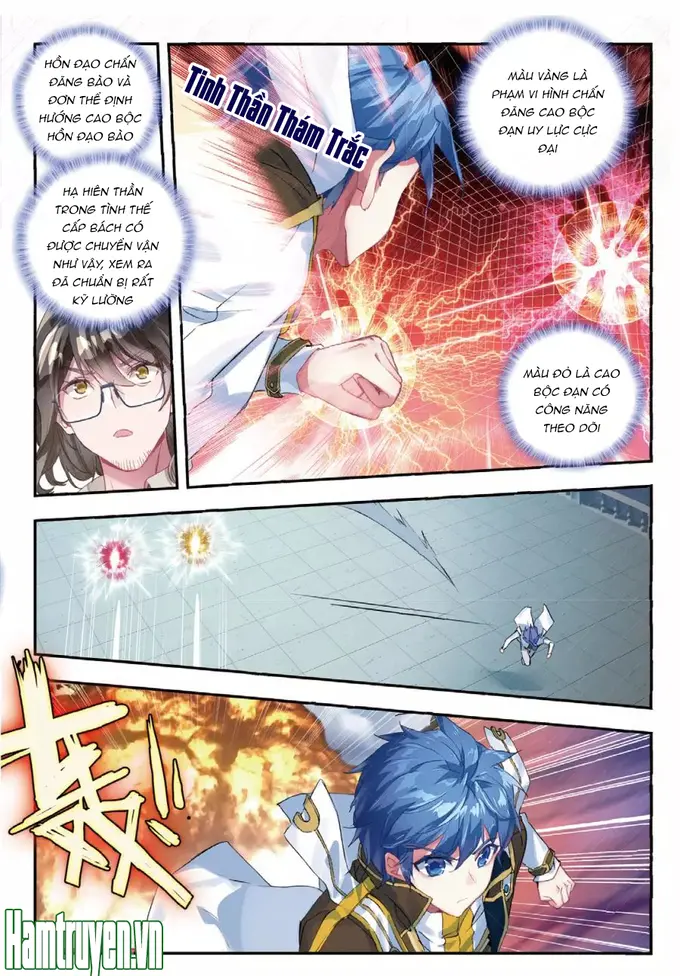 HỒN ĐẠO CHẤN
ĐÃNG BÀO VÀ
ĐƠN THỂ ĐỊNH
HƯỚNG CAO BỘC
HỒN ĐẠO BÀO
HẠ HIÊN THẦN
TRONG TÌNH THẾ
CẤP BÁCH CÓ
ĐƯỢC CHUYỂN VẬN
NHƯ VẬY, XEM RA
ĐÃ CHUẨN BỊ RẤT
KỸ LƯỠNG
Tinh Thần Thám Trắc
MÀU VÀNG LÀ
PHẠM VI HÌNH CHẤN
ĐÃNG CAO BỘC
ĐẠN UY LỰC CỰC
ĐẠI
MÀU ĐỎ LÀ CAO
BỘC ĐẠN CÓ
CÔNG NĂNG
THEO DÕI
轰!!
Hamtruyen.vn